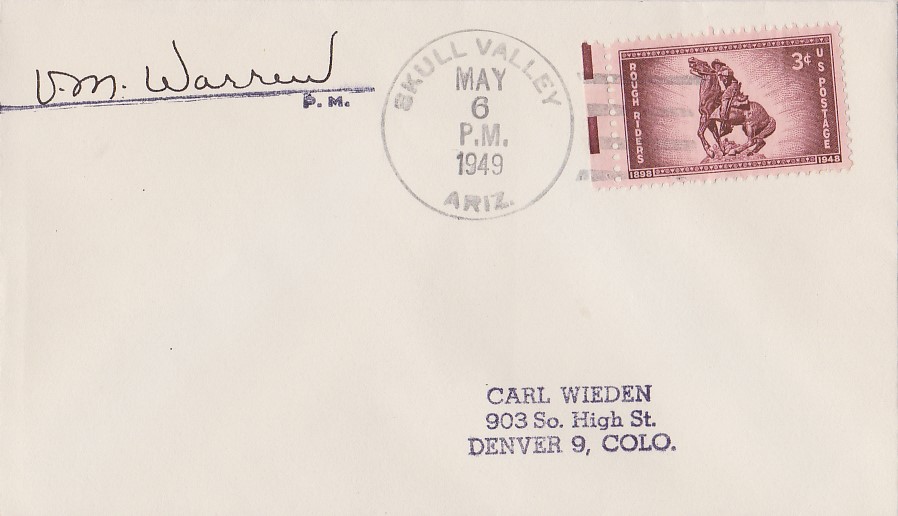 V.M. Warren
P.M.
SKULL VALLEY
MAY
6
P.M.
1949
ARIZ.
3¢
U S POSTAGE
ROUGH RIDERS
1898 1948
CARL WIEDEN
903 So. High St.
DENVER 9, COLO.